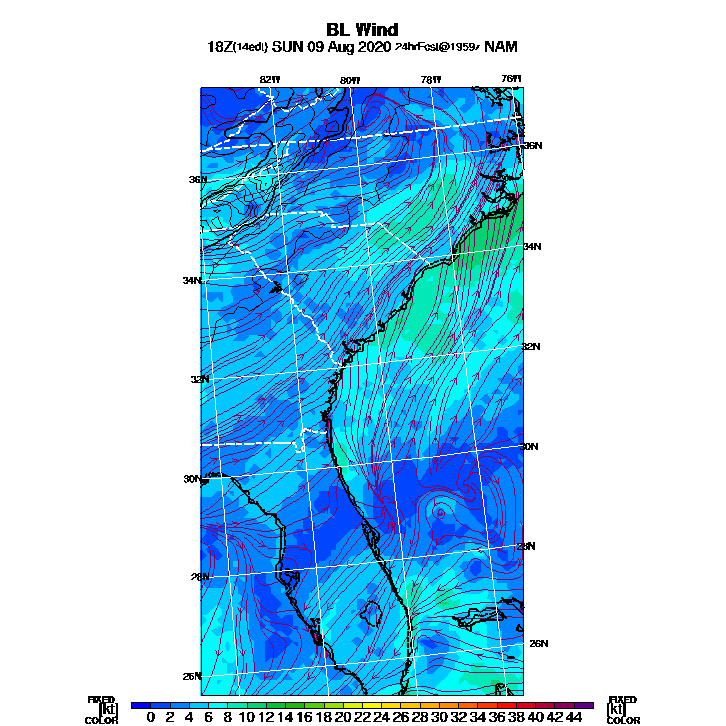 BL Wind
18Z(14edt) SUN 09 Aug 2020 24hrFcst@1959z NAM
82W 80W 78W 76W
36N
36N
34N
34N
32N
32N
30N
30N
28N
28N
26N
26N
FIXED
[kt]
COLOR
0 2 4 6 8 10 12 14 16 18 20 22 24 26 28 30 32 34 36 38 40 42 44
FIXED
[kt]
COLOR